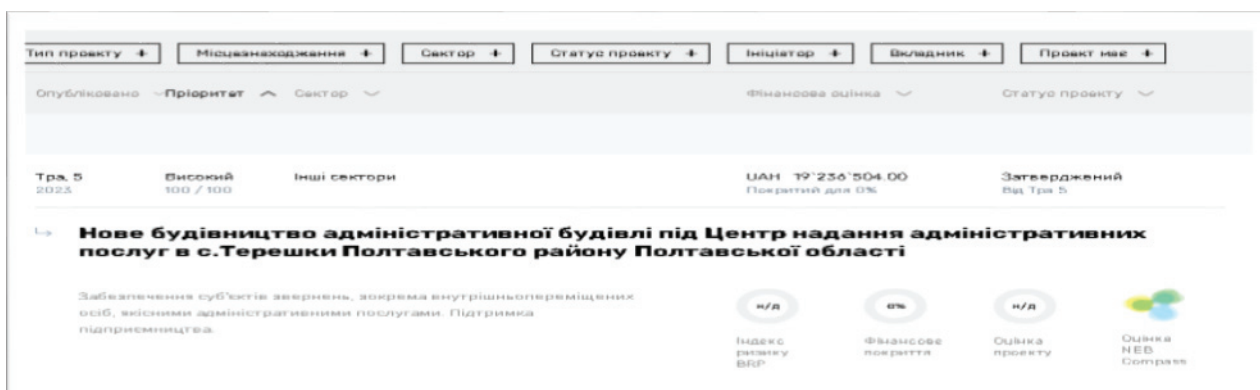 Тип проекту +
Місцезнаходження +
Сектор +
Статус проекту +
Ініціатор +
Вкладник +
Проект має +
Опубліковано
Пріоритет
Сектор
Фінансова оцінка
Статус проекту
Тра, 5
2023
Високий
100 / 100
Інші сектори
UAH 19`236`504.00
Покритий для 0%
Затверджений
Від Тра 5
Нове будівництво адміністративної будівлі під Центр надання адміністративних
послуг в с.Терешки Полтавського району Полтавської області
Забезпечення суб'єктів звернень, зокрема внутрішньопереміщених
осіб, якісними адміністративними послугами. Підтримка
підприємництва.
н/д
Індекс
ризику
BRP
0%
Фінансове
покриття
н/д
Оцінка
проекту
Оцінка
NEB
Compass